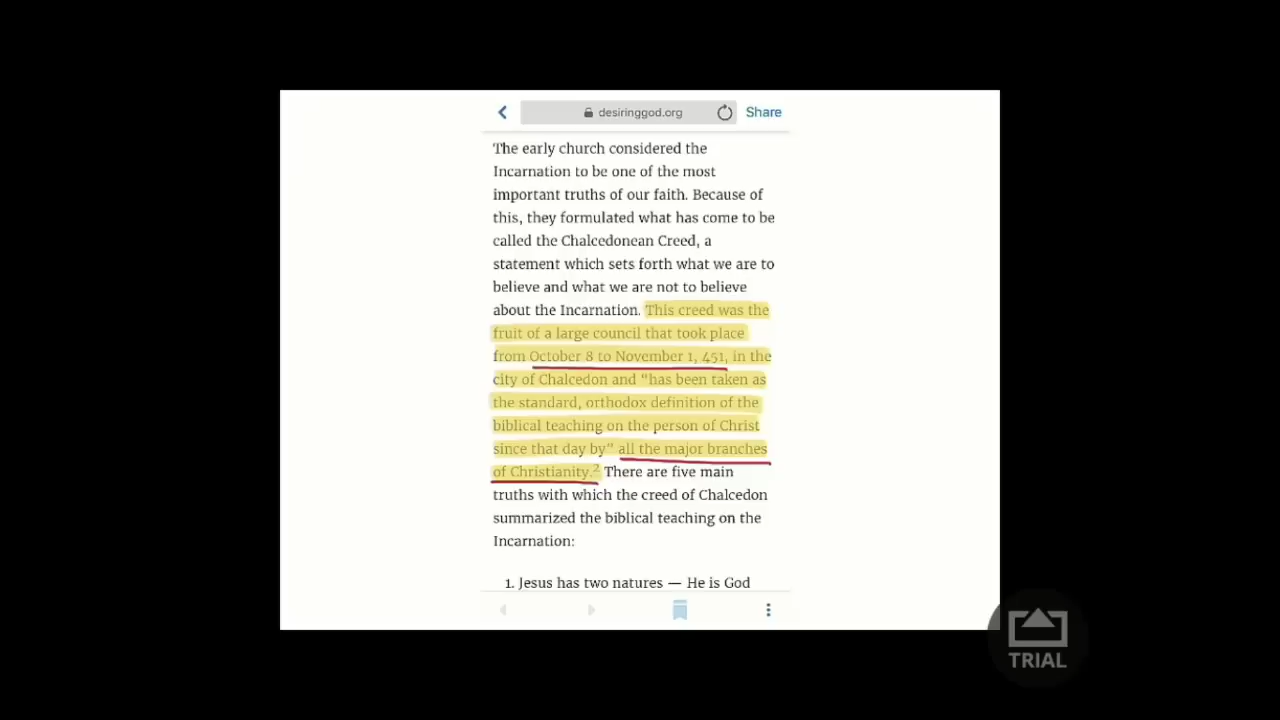 desiringgod.org
Share
The early church considered the
Incarnation to be one of the most
important truths of our faith. Because of
this, they formulated what has come to be
called the Chalcedonean Creed, a
statement which sets forth what we are to
believe and what we are not to believe
about the Incarnation. This creed was the
fruit of a large council that took place
from October 8 to November 1, 451, in the
city of Chalcedon and "has been taken as
the standard, orthodox definition of the
biblical teaching on the person of Christ
since that day by" all the major branches
of Christianity.² There are five main
truths with which the creed of Chalcedon
summarized the biblical teaching on the
Incarnation:
1. Jesus has two natures — He is God
TRIAL